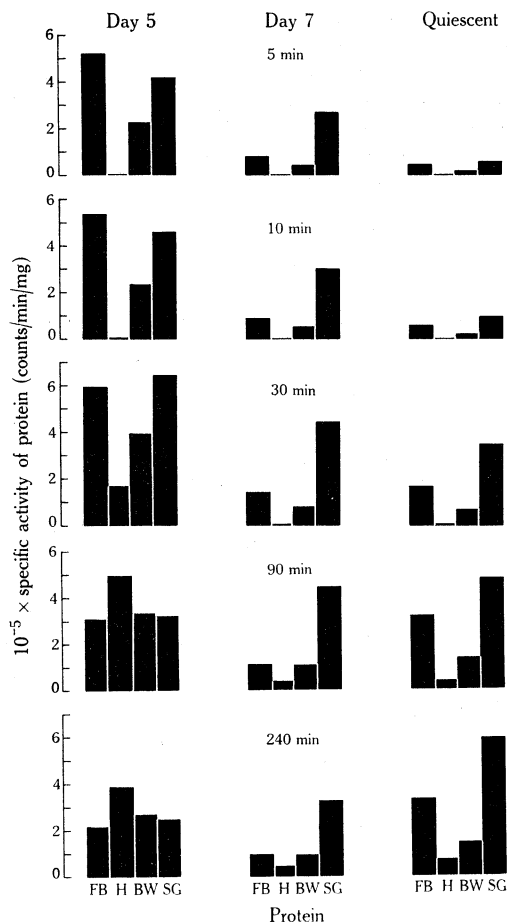 Day 5 Day 7 Quiescent
6
4
2
0
5 min
6
4
2
0
10 min
6
4
2
0
30 min
6
4
2
0
90 min
6
4
2
0
240 min
10⁻⁵ × specific activity of protein (counts/min/mg)
FB H BW SG FB H BW SG FB H BW SG
Protein